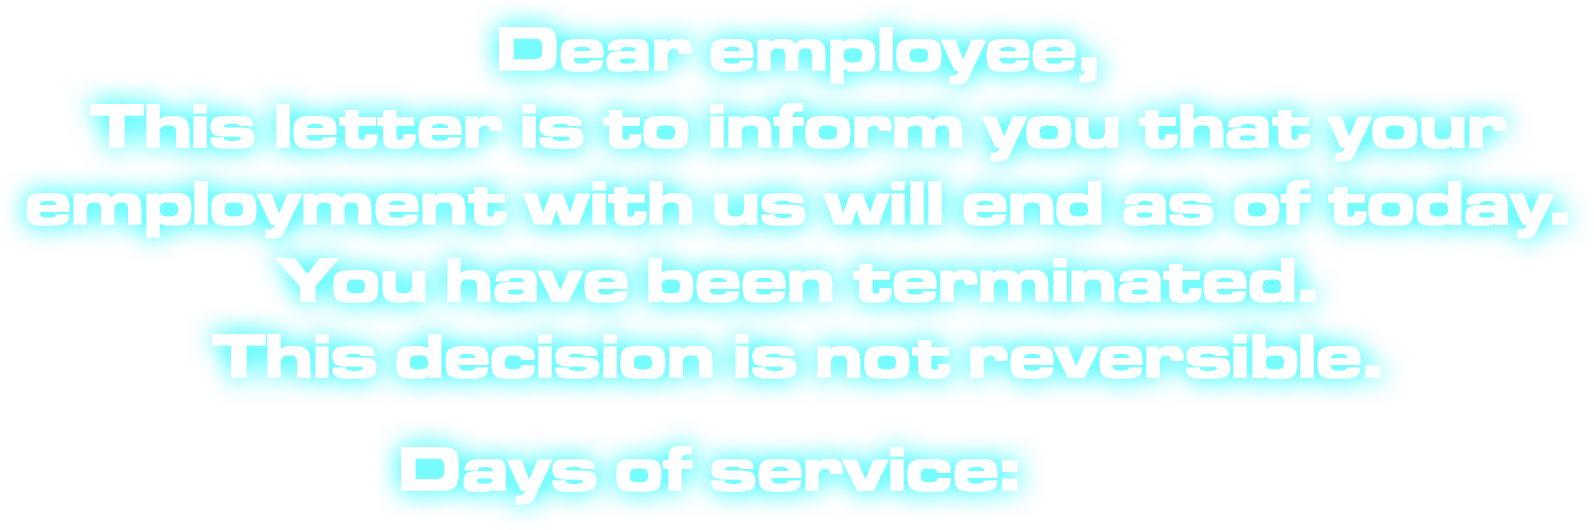 Dear employee,
This letter is to inform you that your
employment with us will end as of today.
You have been terminated.
This decision is not reversible.
Days of service: